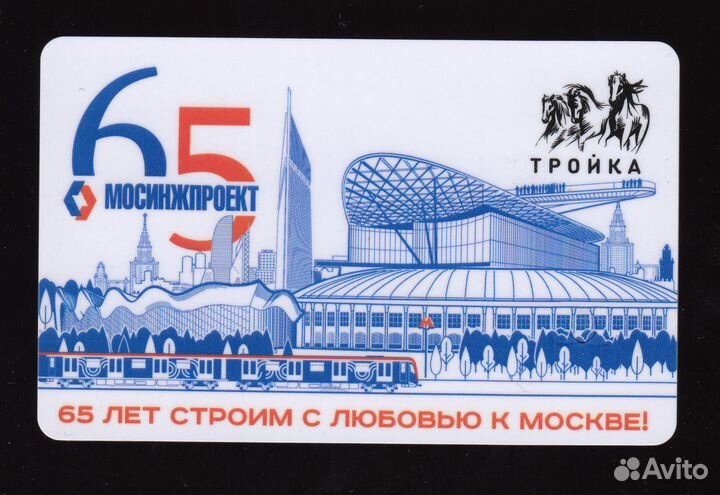 65
МОСИНЖПРОЕКТ
ТРОЙКА
М
65 ЛЕТ СТРОИМ С ЛЮБОВЬЮ К МОСКВЕ!
Avito